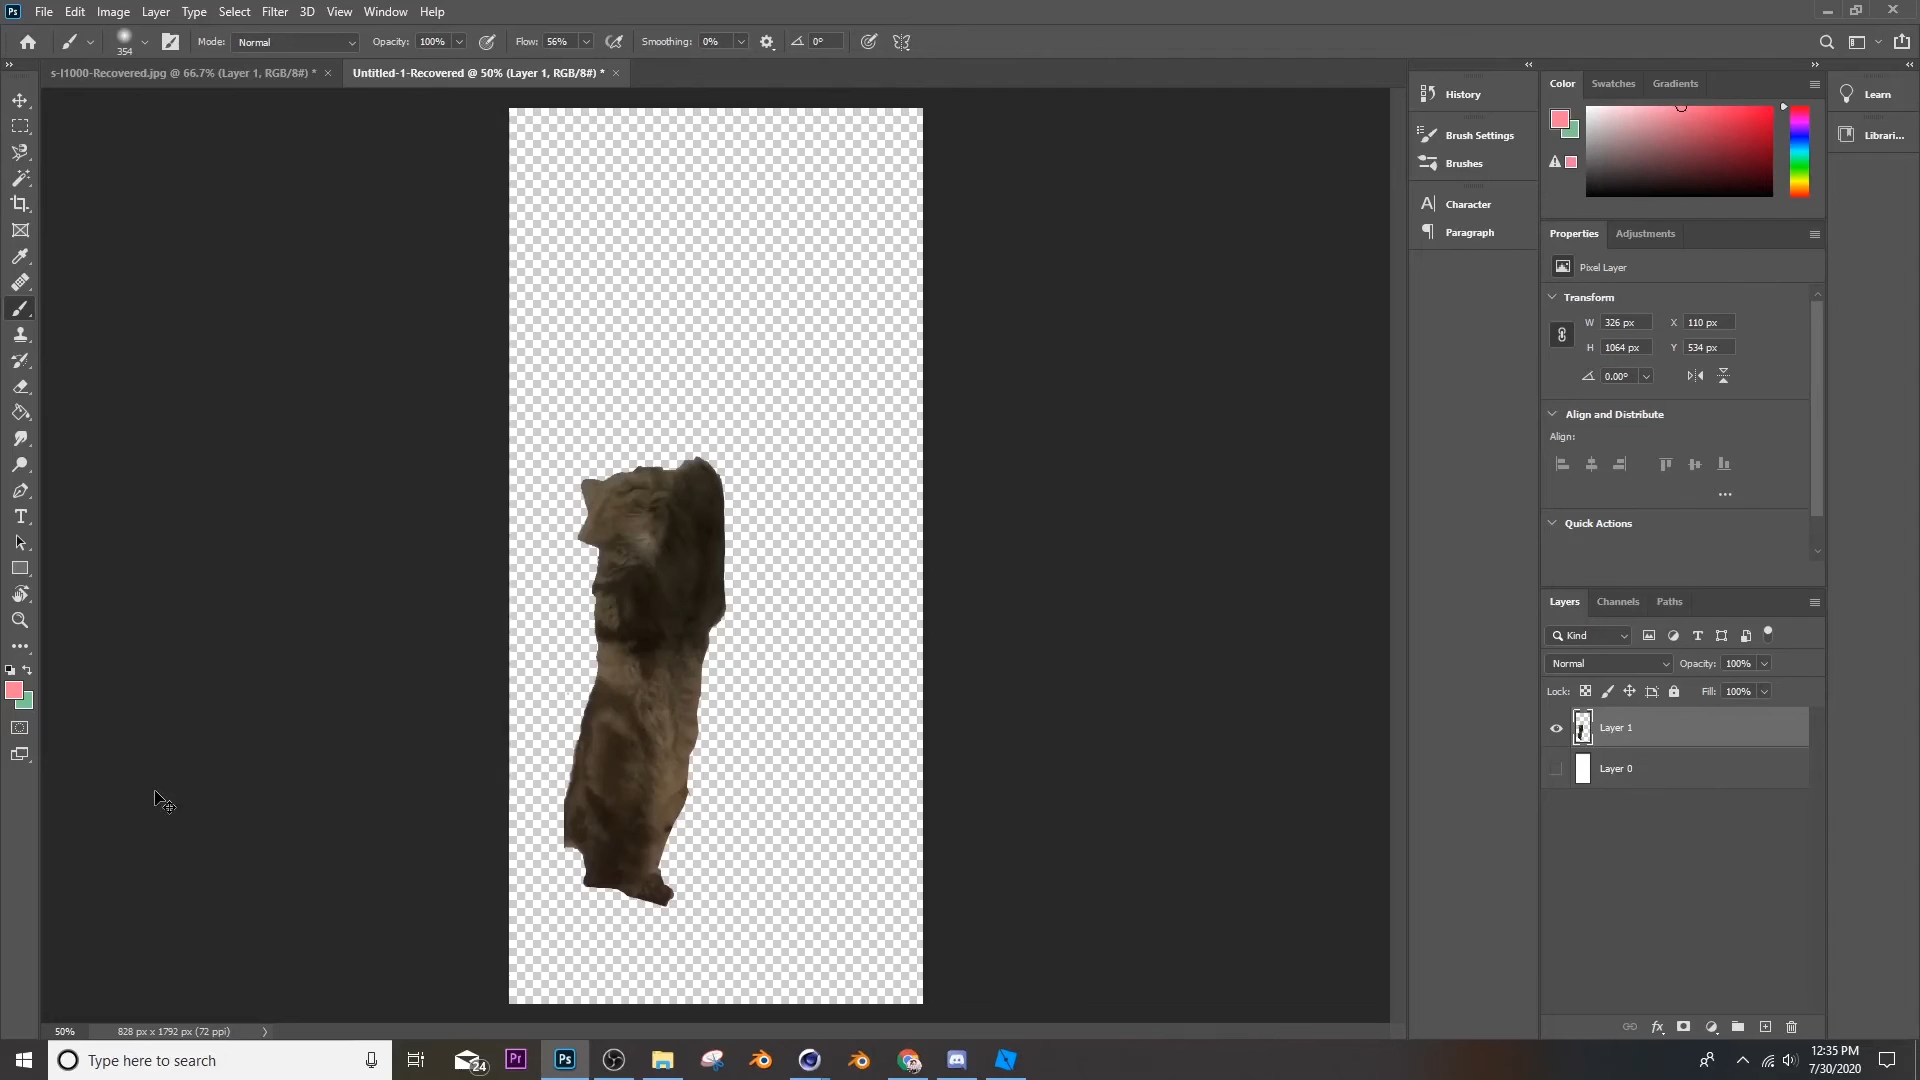 Ps File Edit Image Layer Type Select Filter 3D View Window Help
354 Mode: Normal Opacity: 100% Flow: 56% Smoothing: 0% 0°
s-l1000-Recovered.jpg @ 66.7% (Layer 1, RGB/8#) * × Untitled-1-Recovered @ 50% (Layer 1, RGB/8#) * ×
Color Swatches Gradients
History
Learn
Brush Settings
Librari...
Brushes
Character
Paragraph
Properties Adjustments
Pixel Layer
Transform
W 326 px X 110 px
H 1064 px Y 534 px
0.00°
Align and Distribute
Align:
Quick Actions
Layers Channels Paths
Kind
Normal Opacity: 100%
Lock: Fill: 100%
Layer 1
Layer 0
fx
50% 828 px x 1792 px (72 ppi)
Type here to search
24
Pr
Ps
12:35 PM
7/30/2020